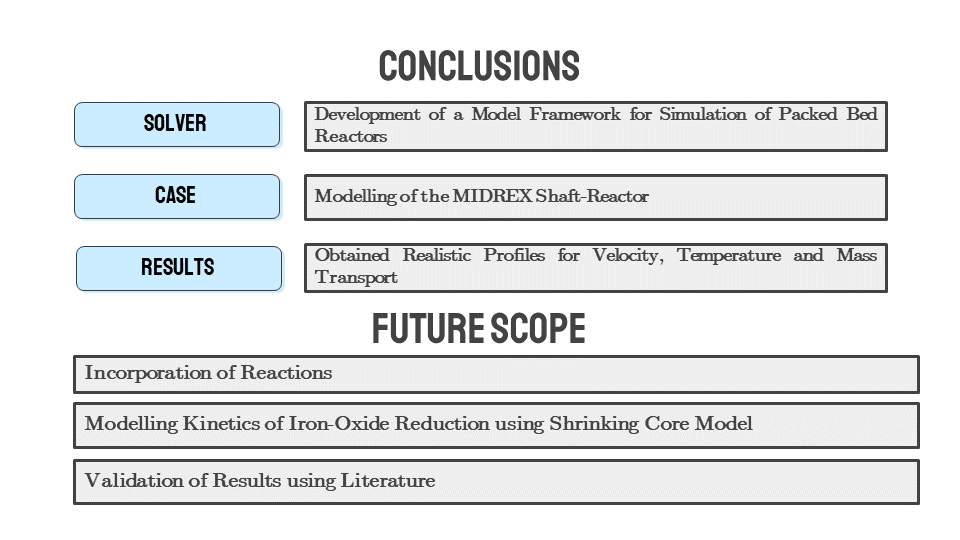 CONCLUSIONS
SOLVER
Development of a Model Framework for Simulation of Packed Bed
Reactors
CASE
Modelling of the MIDREX Shaft-Reactor
RESULTS
Obtained Realistic Profiles for Velocity, Temperature and Mass
Transport
FUTURE SCOPE
Incorporation of Reactions
Modelling Kinetics of Iron-Oxide Reduction using Shrinking Core Model
Validation of Results using Literature